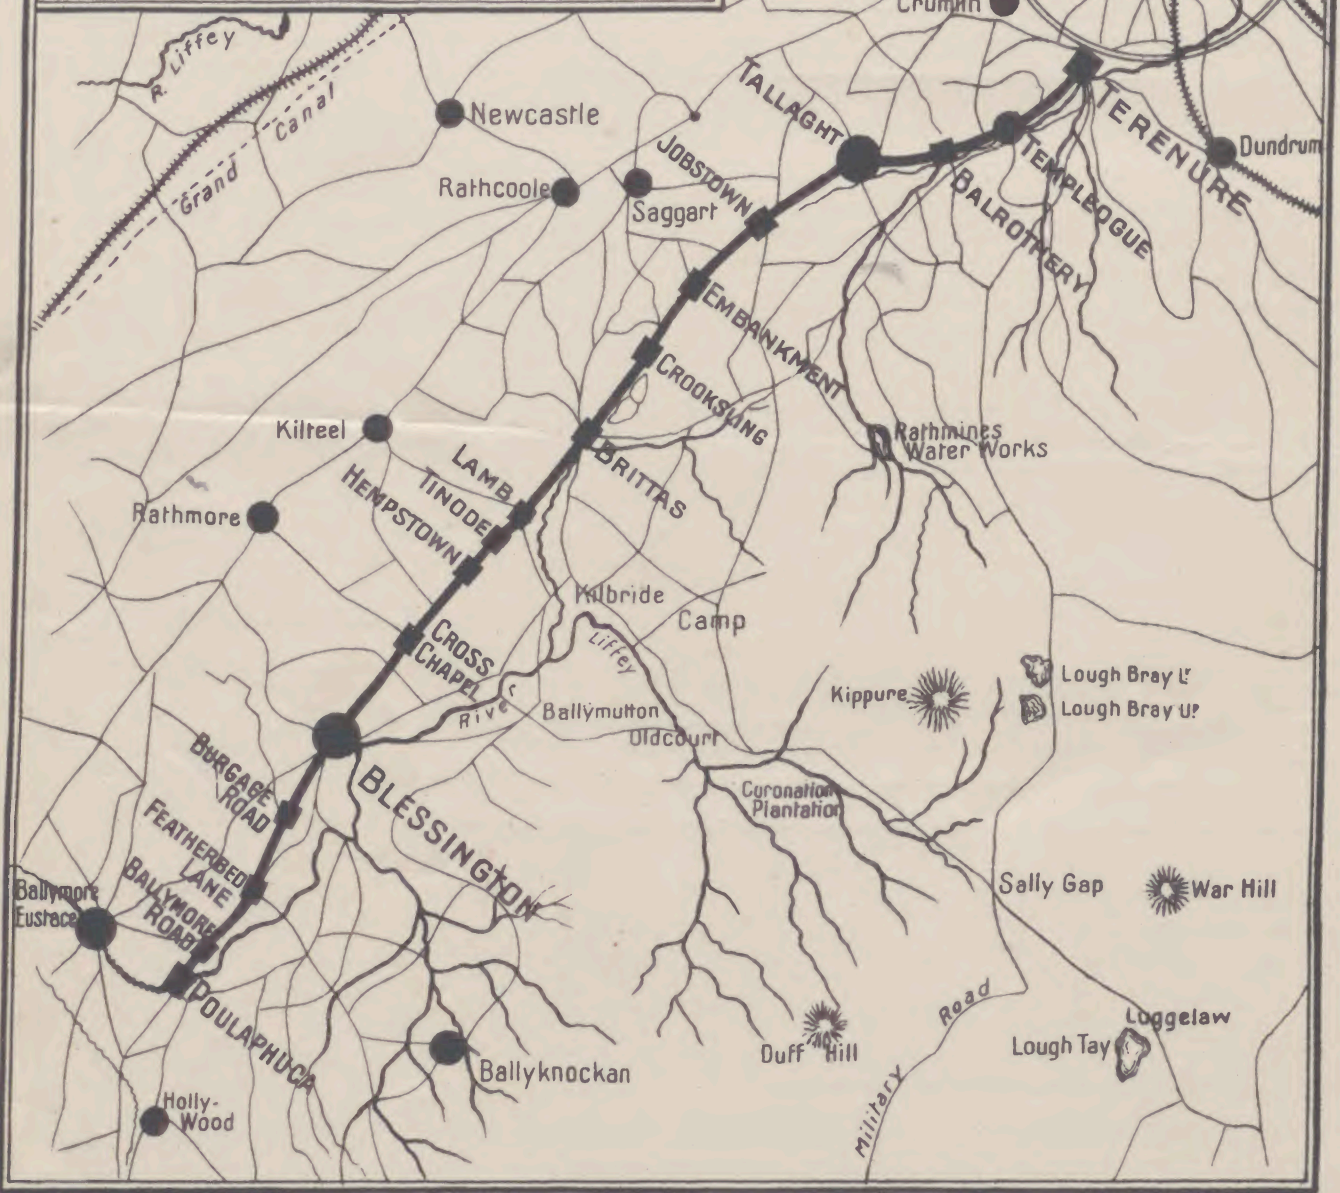 Crumlin
R. Liffey
Grand Canal
Newcastle
Rathcoole
Saggart
Dundrum
TERENURE
TEMPLEOGUE
BALROTHERY
TALLAGHT
JOBSTOWN
EMBANKMENT
CROOKSLING
BRITTAS
Rathmines
Water Works
Kilteel
Rathmore
LAMB
TINODE
HEMPSTOWN
CROSS
CHAPEL
Kilbride
Camp
River
Liffey
Ballymutton
Oldcourt
Kippure
Lough Bray Lr
Lough Bray Upr
Coronation
Plantation
Sally Gap
War Hill
BLESSINGTON
BURGAGE
ROAD
FEATHERBED
LANE
BALLYMORE
ROAD
Ballymore
Eustace
POULAPHUCA
Holly-
Wood
Ballyknockan
Duff Hill
Military Road
Luggelaw
Lough Tay